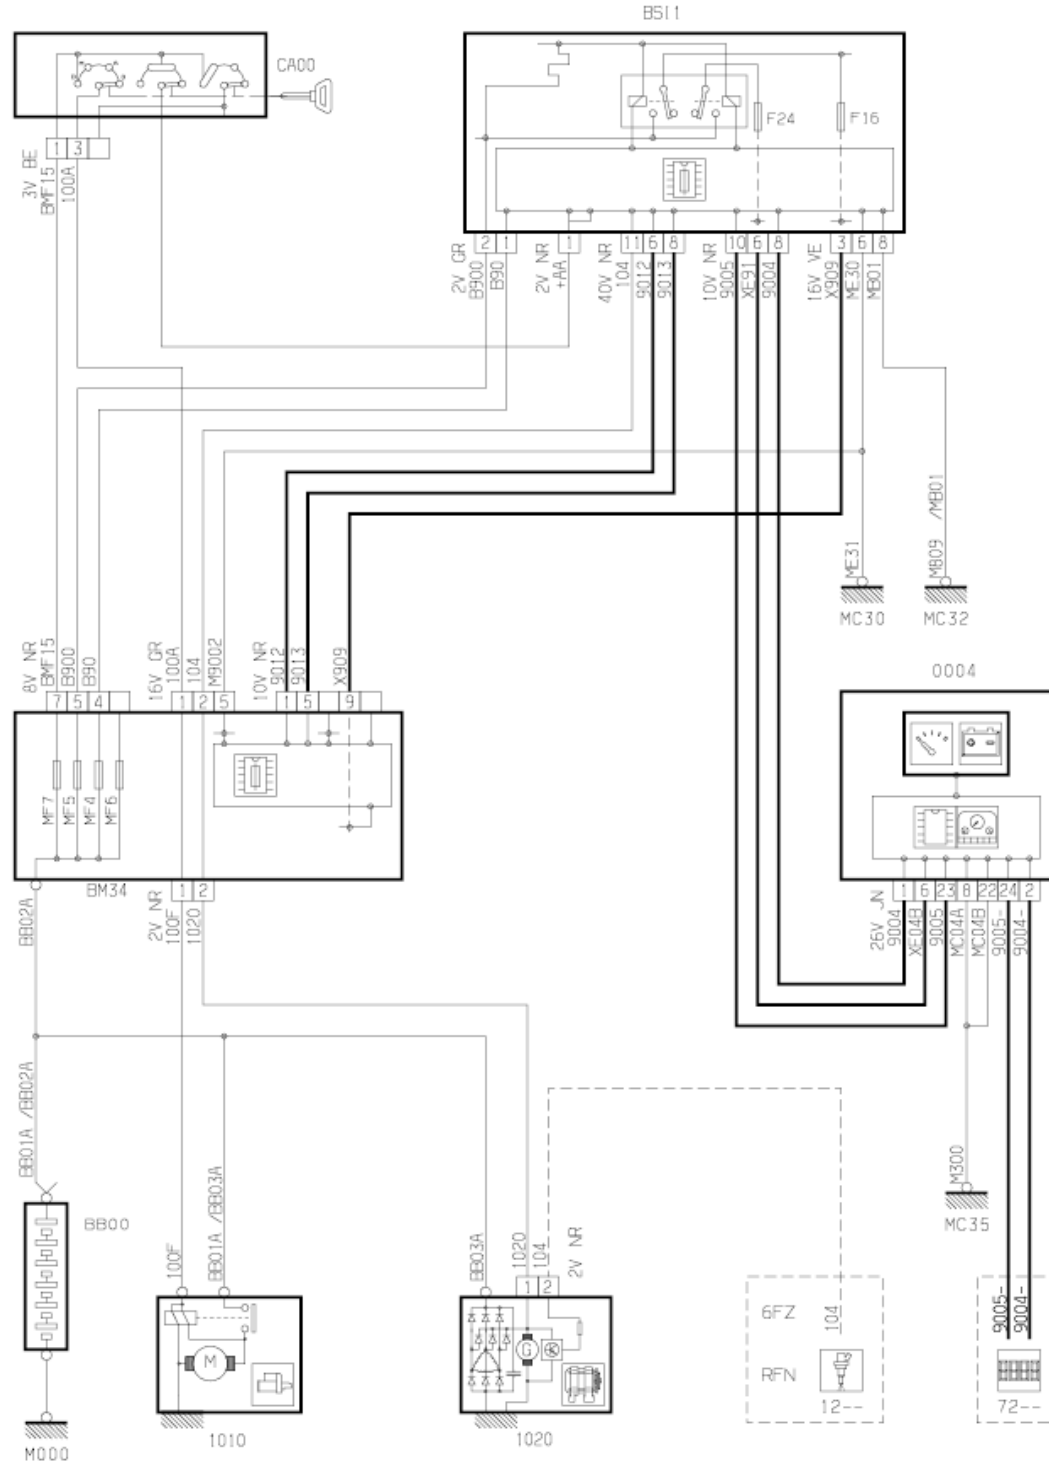 BSI1
CA00
F24
F16
1 3
3V BE
BMF15
100A
2 1
1
11 6 8
10 6 8
3 6 8
2V GR
B900
B90
2V NR
+AA
40V NR
104
9012
9013
10V NR
9005
XE91
9004
16V VE
X909
ME30
MB01
ME31
MB09 /MB01
MC30
MC32
8V NR
BMF15
B900
B90
16V GR
100A
104
M9002
10V NR
9012
9013
X909
0004
7 5 4
1 2 5
1 5 9
MF7
MF5
MF4
MF6
BM34
1 2
1 6 23 8 22 24 2
BB02A
2V NR
100F
1020
26V JN
9004
XE04B
9005
MC04A
MC04B
9005-
9004-
BB01A /BB02A
M300
MC35
BB00
100F
BB01A /BB03A
BB03A
1020
104
2V NR
1 2
M
G
6FZ
104
RFN
12--
9005-
9004-
72--
M000
1010
1020